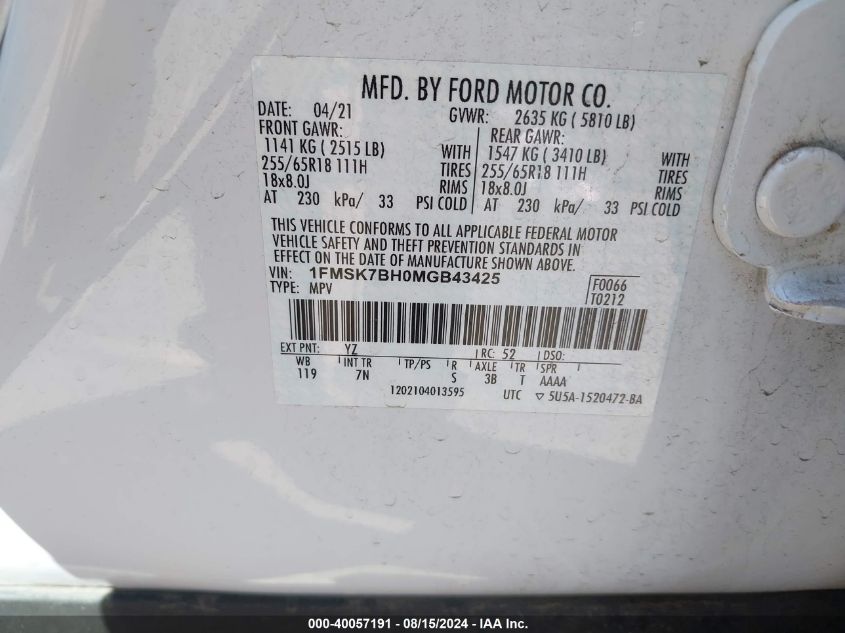 MFD. BY FORD MOTOR CO.
DATE: 04/21 GVWR: 2635 KG ( 5810 LB)
FRONT GAWR: REAR GAWR:
1141 KG ( 2515 LB) WITH 1547 KG ( 3410 LB) WITH
255/65R18 111H TIRES 255/65R18 111H TIRES
18x8.0J RIMS 18x8.0J RIMS
AT 230 kPa/ 33 PSI COLD AT 230 kPa/ 33 PSI COLD
THIS VEHICLE CONFORMS TO ALL APPLICABLE FEDERAL MOTOR
VEHICLE SAFETY AND THEFT PREVENTION STANDARDS IN
EFFECT ON THE DATE OF MANUFACTURE SHOWN ABOVE.
VIN: 1FMSK7BH0MGB43425 F0066
TYPE: MPV T0212
EXT PNT: YZ RC: 52 DSO:
WB INT TR TP/PS R AXLE TR SPR
119 7N S 3B T AAAA
1202104013595 UTC ▽ 5U5A-1520472-BA
000-40057191 - 08/15/2024 - IAAI.com.